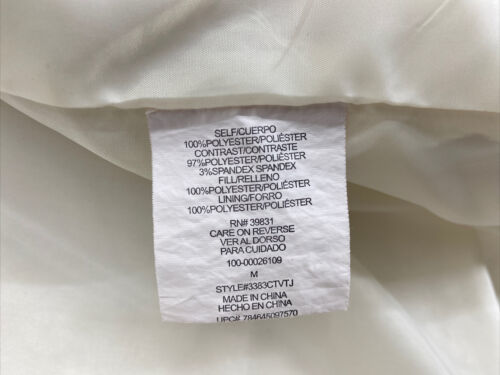 SELF/CUERPO
100%POLYESTER/POLIÉSTER
CONTRAST/CONTRASTE
97%POLYESTER/POLIÉSTER
3%SPANDEX SPANDEX
FILL/RELLENO
100%POLYESTER/POLIÉSTER
LINING/FORRO
100%POLYESTER/POLIÉSTER
RN# 39831
CARE ON REVERSE
VER AL DORSO
PARA CUIDADO
100-00026109
M
STYLE#3383CTVTJ
MADE IN CHINA
HECHO EN CHINA
UPC# 784645097570